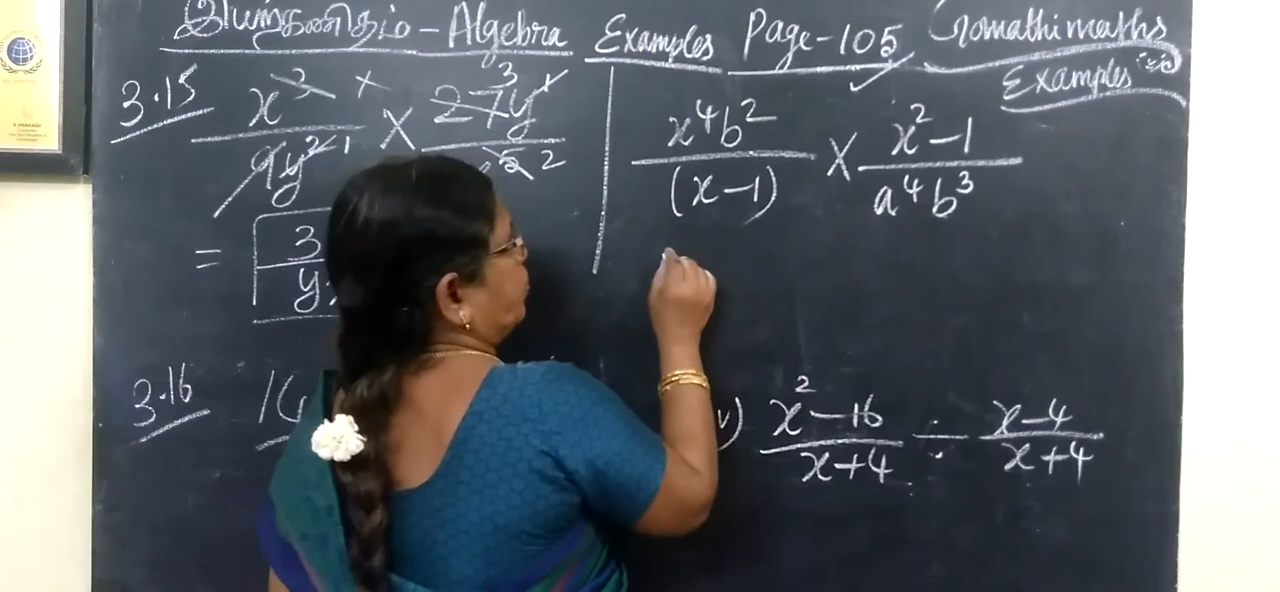 இயற்கணிதம் - Algebra Examples Page-105 Gomathimaths
Examples
3.15 x³/9y² × 27y
x⁴b²/(x-1) × x²-1/a⁴b³
= 3/y
3.16
x²-16/x+4 ÷ x-4/x+4